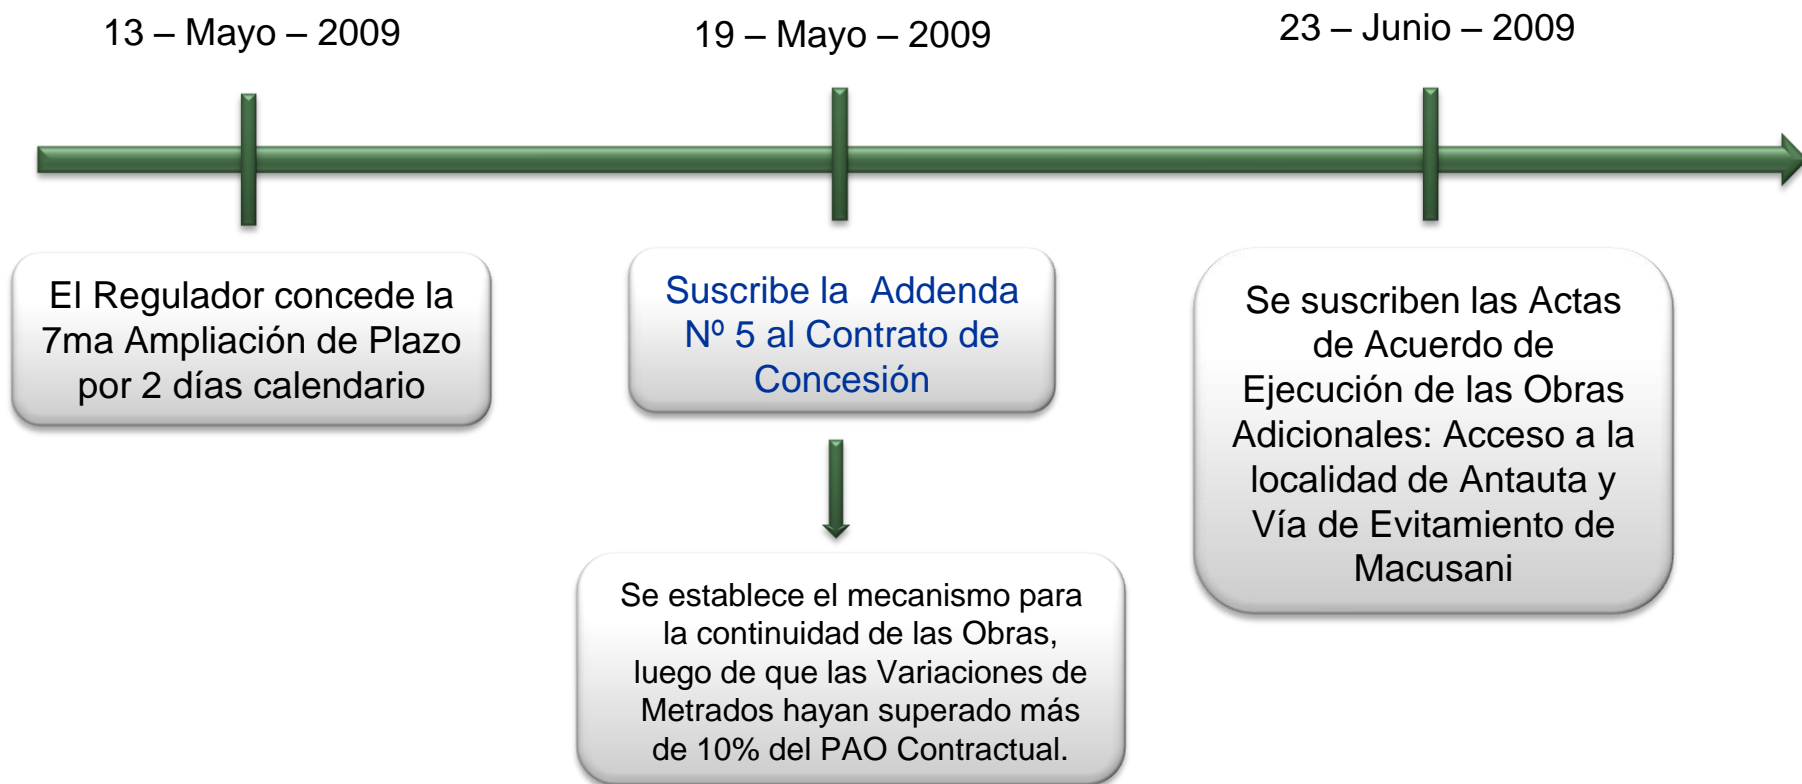 13 – Mayo – 2009
19 – Mayo – 2009
23 – Junio – 2009
El Regulador concede la
7ma Ampliación de Plazo
por 2 días calendario
Suscribe la Addenda
Nº 5 al Contrato de
Concesión
Se establece el mecanismo para
la continuidad de las Obras,
luego de que las Variaciones de
Metrados hayan superado más
de 10% del PAO Contractual.
Se suscriben las Actas
de Acuerdo de
Ejecución de las Obras
Adicionales: Acceso a la
localidad de Antauta y
Vía de Evitamiento de
Macusani